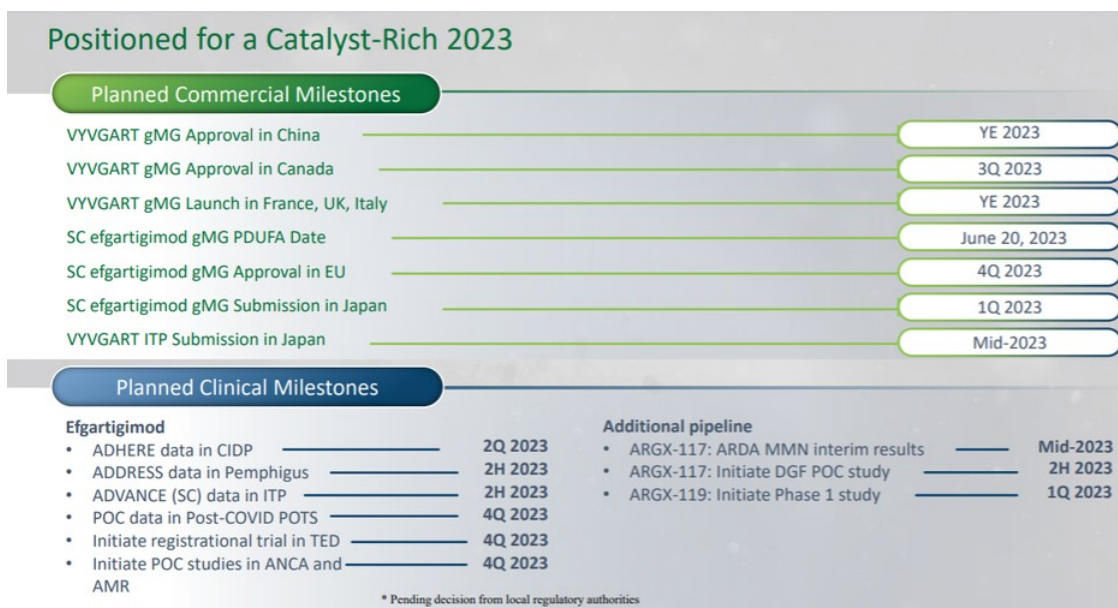 Positioned for a Catalyst-Rich 2023
Planned Commercial Milestones
VYVGART gMG Approval in China YE 2023
VYVGART gMG Approval in Canada 3Q 2023
VYVGART gMG Launch in France, UK, Italy YE 2023
SC efgartigimod gMG PDUFA Date June 20, 2023
SC efgartigimod gMG Approval in EU 4Q 2023
SC efgartigimod gMG Submission in Japan 1Q 2023
VYVGART ITP Submission in Japan Mid-2023
Planned Clinical Milestones
Efgartigimod
• ADHERE data in CIDP 2Q 2023
• ADDRESS data in Pemphigus 2H 2023
• ADVANCE (SC) data in ITP 2H 2023
• POC data in Post-COVID POTS 4Q 2023
• Initiate registrational trial in TED 4Q 2023
• Initiate POC studies in ANCA and 4Q 2023
AMR
Additional pipeline
• ARGX-117: ARDA MMN interim results Mid-2023
• ARGX-117: Initiate DGF POC study 2H 2023
• ARGX-119: Initiate Phase 1 study 1Q 2023
* Pending decision from local regulatory authorities